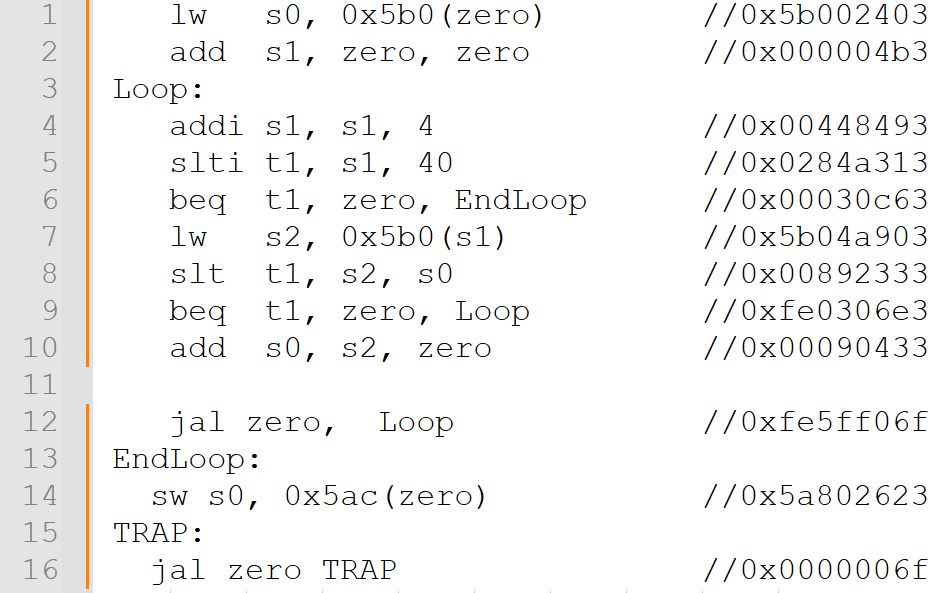 1 lw s0, 0x5b0(zero) //0x5b002403
2 add s1, zero, zero //0x000004b3
3 Loop:
4 addi s1, s1, 4 //0x00448493
5 slti t1, s1, 40 //0x0284a313
6 beq t1, zero, EndLoop //0x00030c63
7 lw s2, 0x5b0(s1) //0x5b04a903
8 slt t1, s2, s0 //0x00892333
9 beq t1, zero, Loop //0xfe0306e3
10 add s0, s2, zero //0x00090433
11
12 jal zero, Loop //0xfe5ff06f
13 EndLoop:
14 sw s0, 0x5ac(zero) //0x5a802623
15 TRAP:
16 jal zero TRAP //0x0000006f